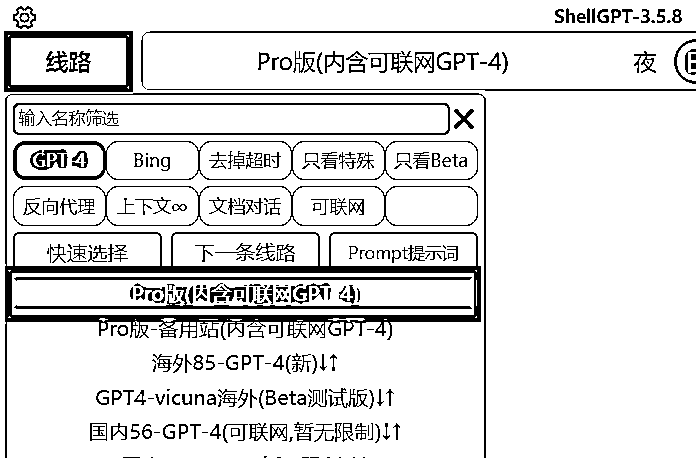 ShellGPT-3.5.8
线路 Pro版(内含可联网GPT-4) 夜
输入名称筛选
GPT-4 Bing 去掉超时 只看特殊 只看Beta
反向代理 上下文∞ 文档对话 可联网
快速选择 下一条线路 Prompt提示词
Pro版(内含可联网GPT-4)
Pro版-备用站(内含可联网GPT-4)
海外85-GPT-4(新)↓↑
GPT4-vicuna海外(Beta测试版)↓↑
国内56-GPT-4(可联网,暂无限制)↓↑